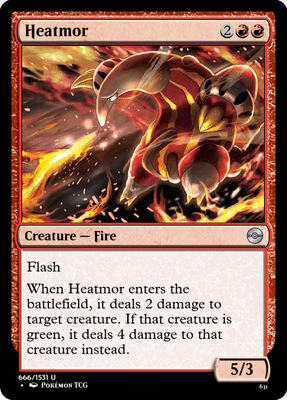 Heatmor 2
Creature — Fire
Flash
When Heatmor enters the
battlefield, it deals 2 damage to
target creature. If that creature is
green, it deals 4 damage to that
creature instead.
5/3
666/1531 U
• Pokémon TCG